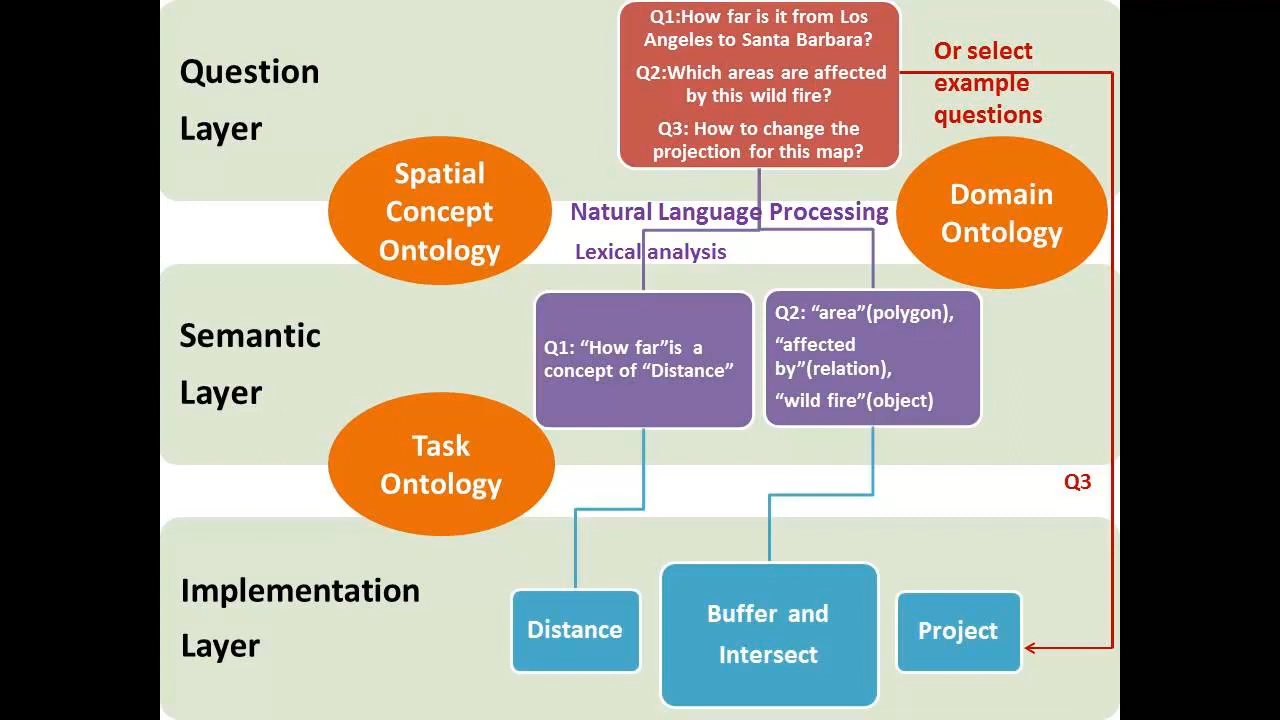 Question
Layer
Q1:How far is it from Los
Angeles to Santa Barbara?
Q2:Which areas are affected
by this wild fire?
Q3: How to change the
projection for this map?
Or select
example
questions
Spatial
Concept
Ontology
Domain
Ontology
Natural Language Processing
Lexical analysis
Semantic
Layer
Q1: “How far”is a
concept of “Distance”
Q2: “area”(polygon),
“affected
by”(relation),
“wild fire”(object)
Task
Ontology
Q3
Implementation
Layer
Distance
Buffer and
Intersect
Project